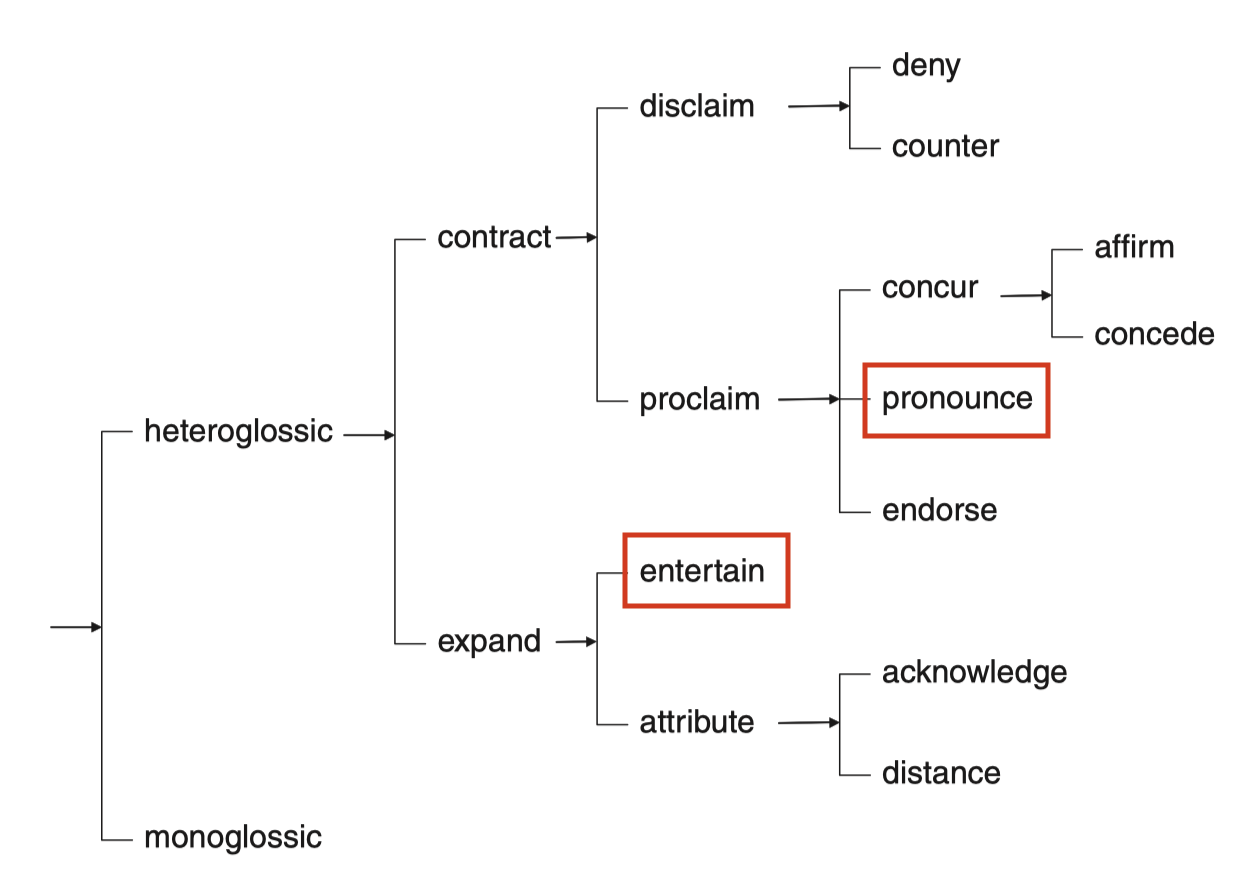 deny
disclaim
counter
contract
affirm
concur
concede
proclaim
pronounce
heteroglossic
endorse
entertain
expand
acknowledge
attribute
distance
monoglossic